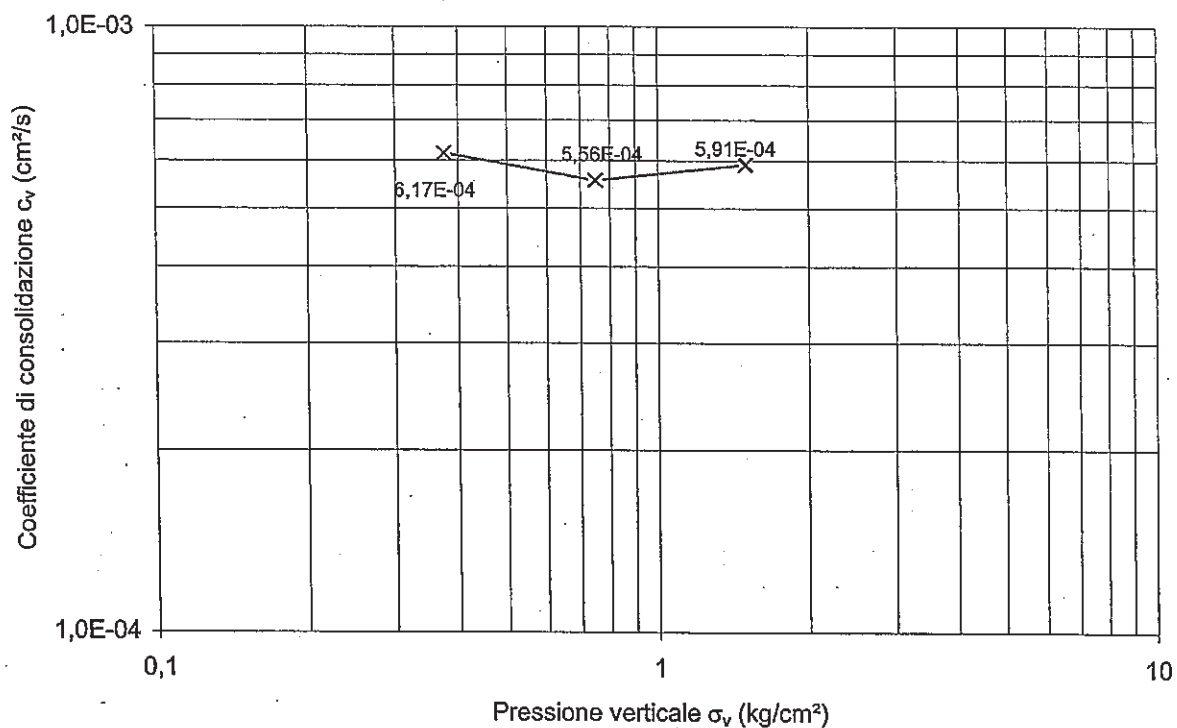 1,0E-03
Coefficiente di consolidazione cᵥ (cm²/s)
5,56E-04
5,91E-04
6,17E-04
1,0E-04
0,1
1
10
Pressione verticale σᵥ (kg/cm²)